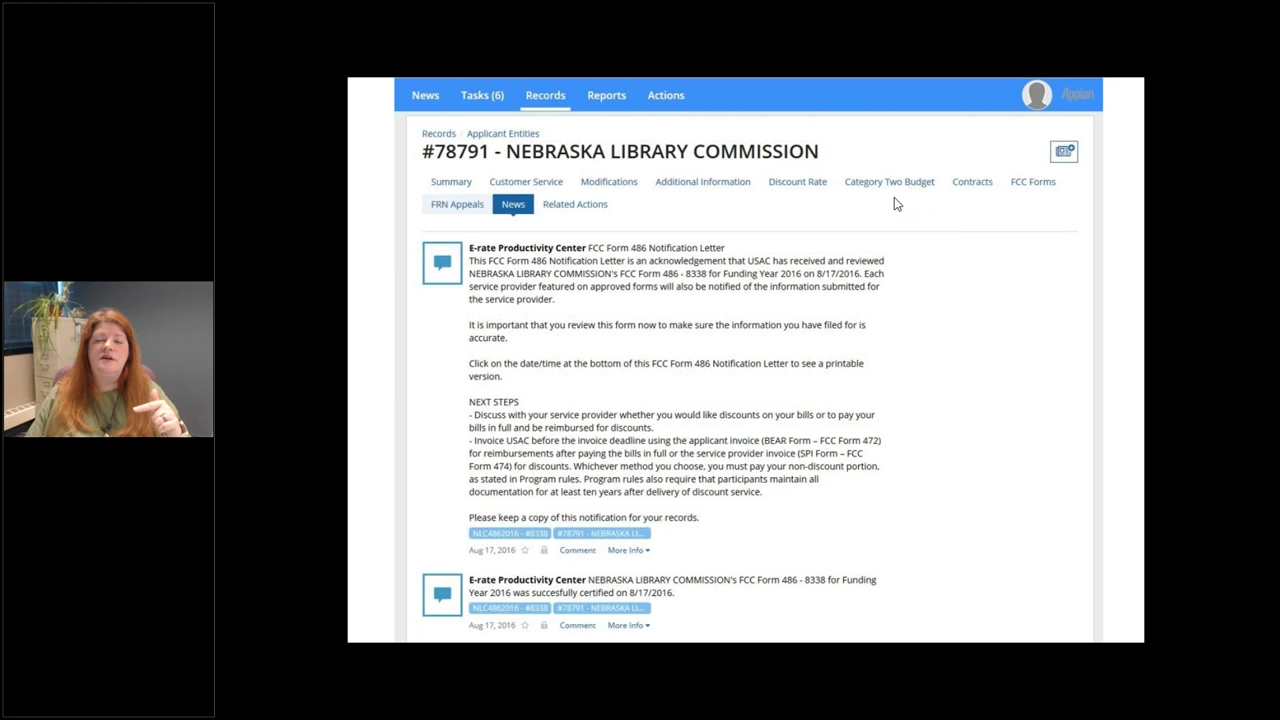 News Tasks (6) Records Reports Actions Appian
Records / Applicant Entities
#78791 - NEBRASKA LIBRARY COMMISSION
Summary Customer Service Modifications Additional Information Discount Rate Category Two Budget Contracts FCC Forms
FRN Appeals News Related Actions
E-rate Productivity Center FCC Form 486 Notification Letter
This FCC Form 486 Notification Letter is an acknowledgement that USAC has received and reviewed
NEBRASKA LIBRARY COMMISSION's FCC Form 486 - 8338 for Funding Year 2016 on 8/17/2016. Each
service provider featured on approved forms will also be notified of the information submitted for
the service provider.
It is important that you review this form now to make sure the information you have filed for is
accurate.
Click on the date/time at the bottom of this FCC Form 486 Notification Letter to see a printable
version.
NEXT STEPS
- Discuss with your service provider whether you would like discounts on your bills or to pay your
bills in full and be reimbursed for discounts.
- Invoice USAC before the invoice deadline using the applicant invoice (BEAR Form – FCC Form 472)
for reimbursements after paying the bills in full or the service provider invoice (SPI Form – FCC
Form 474) for discounts. Whichever method you choose, you must pay your non-discount portion,
as stated in Program rules. Program rules also require that participants maintain all
documentation for at least ten years after delivery of discount service.
Please keep a copy of this notification for your records.
NLC4862016 - #8338 #78791 - NEBRASKA LI...
Aug 17, 2016 Comment More Info
E-rate Productivity Center NEBRASKA LIBRARY COMMISSION's FCC Form 486 - 8338 for Funding
Year 2016 was succesfully certified on 8/17/2016.
NLC4862016 - #8338 #78791 - NEBRASKA LI...
Aug 17, 2016 Comment More Info